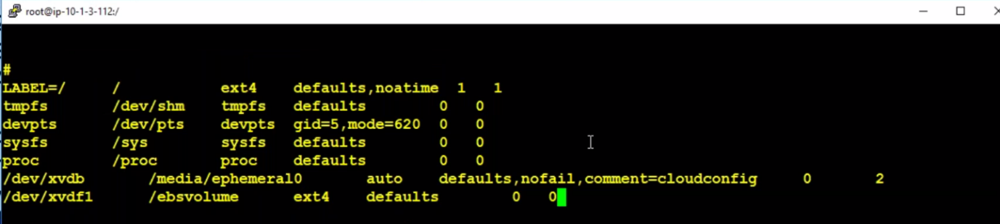 root@ip-10-1-3-112:/
#
LABEL=/ / ext4 defaults,noatime 1 1
tmpfs /dev/shm tmpfs defaults 0 0
devpts /dev/pts devpts gid=5,mode=620 0 0
sysfs /sys sysfs defaults 0 0
proc /proc proc defaults 0 0
/dev/xvdb /media/ephemeral0 auto defaults,nofail,comment=cloudconfig 0 2
/dev/xvdf1 /ebsvolume ext4 defaults 0 0